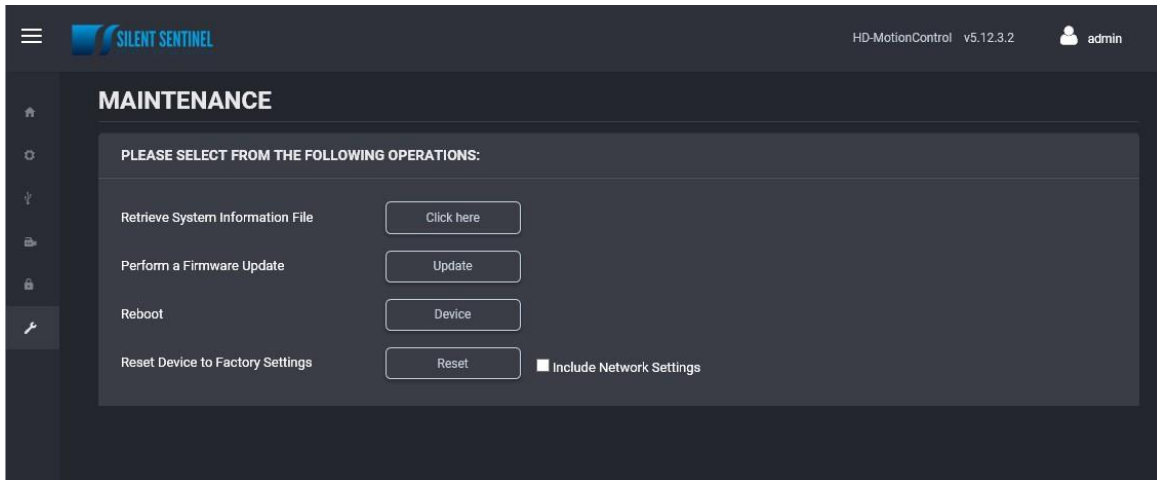 SILENT SENTINEL
HD-MotionControl v5.12.3.2
admin
MAINTENANCE
PLEASE SELECT FROM THE FOLLOWING OPERATIONS:
Retrieve System Information File Click here
Perform a Firmware Update Update
Reboot Device
Reset Device to Factory Settings Reset Include Network Settings